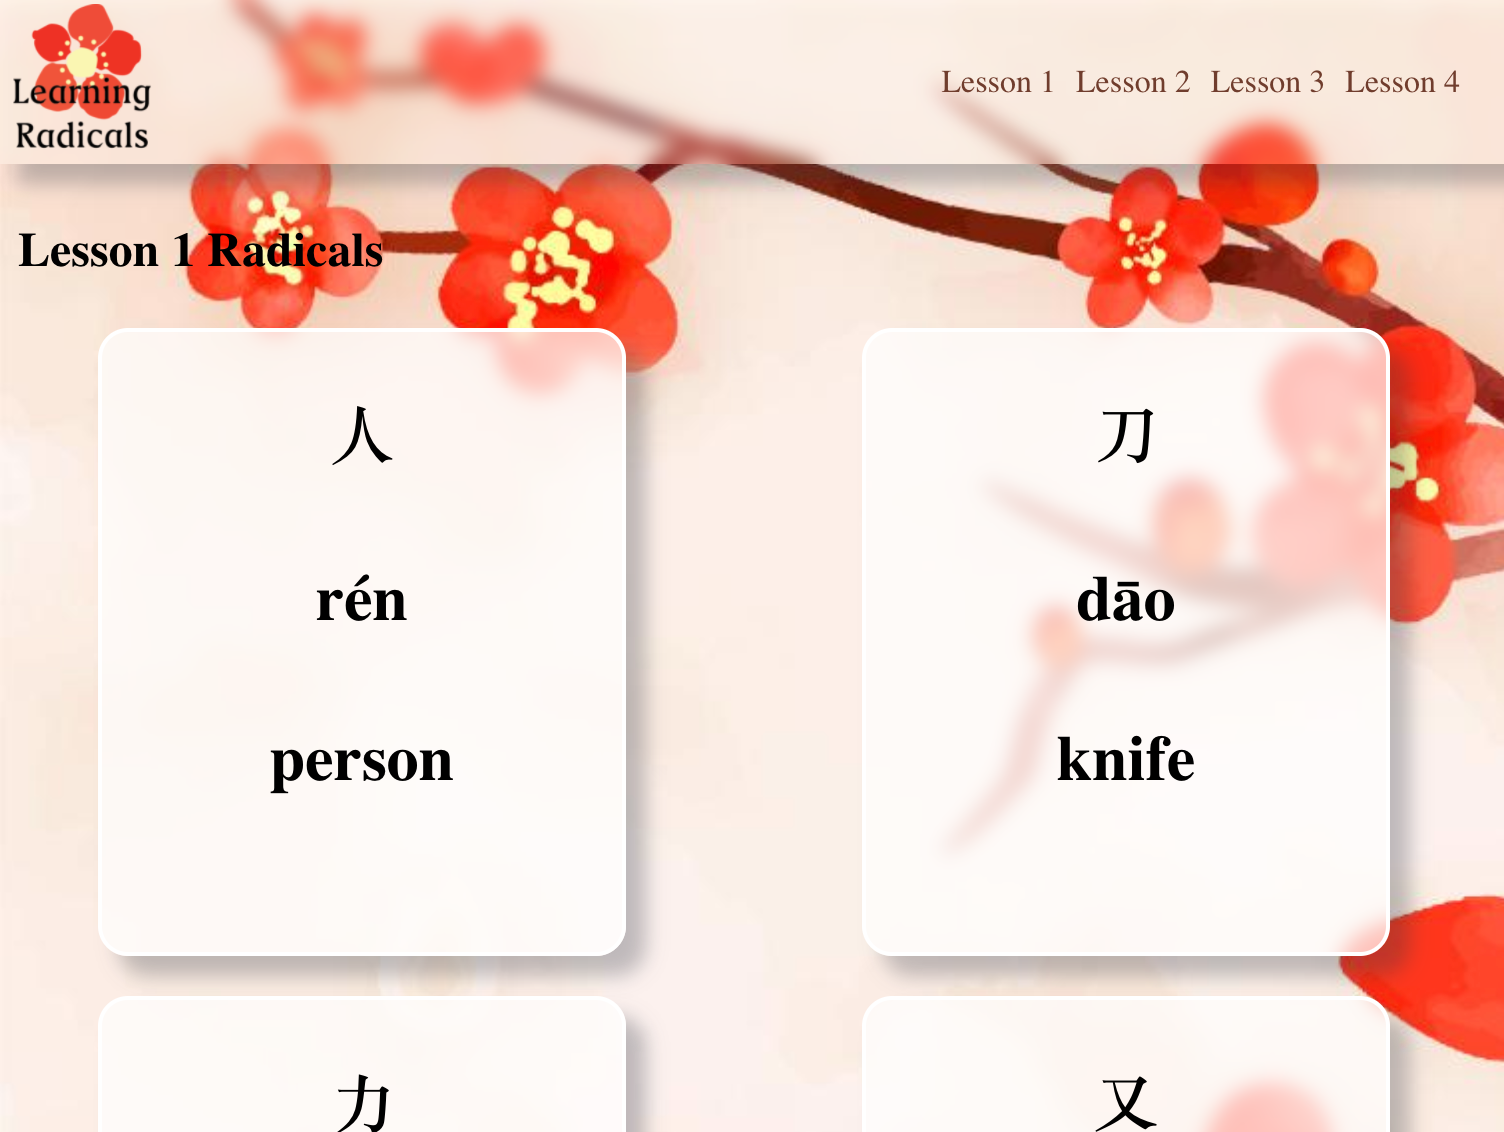 Learning
Radicals
Lesson 1 Lesson 2 Lesson 3 Lesson 4
Lesson 1 Radicals
人
rén
person
刀
dāo
knife
力
又